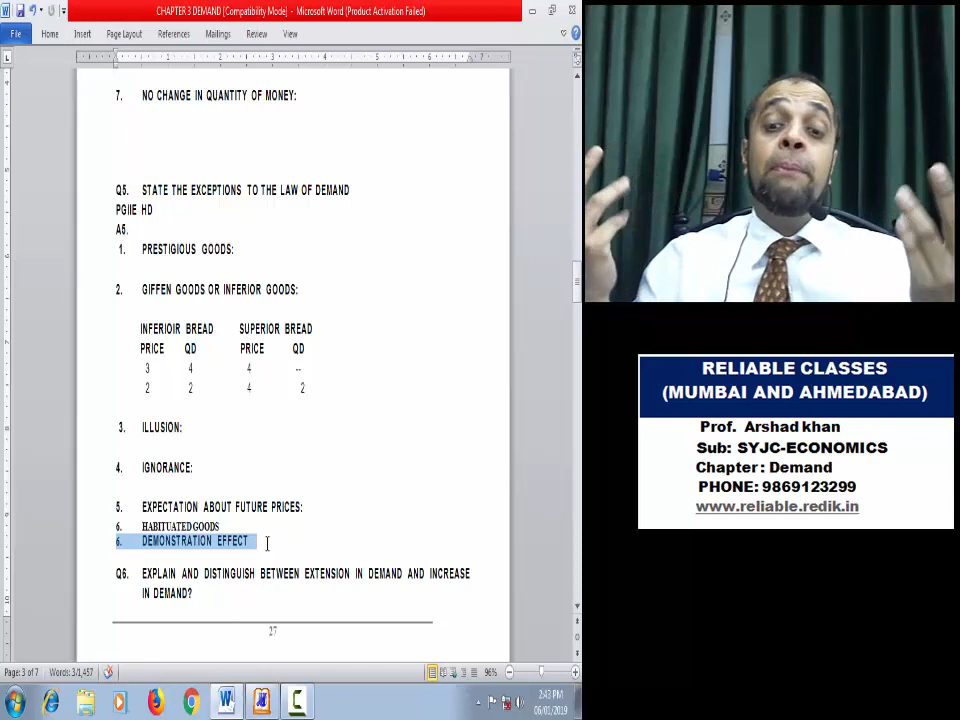 CHAPTER 3 DEMAND [Compatibility Mode] - Microsoft Word (Product Activation Failed)
File Home Insert Page Layout References Mailings Review View
7. NO CHANGE IN QUANTITY OF MONEY:
Q5. STATE THE EXCEPTIONS TO THE LAW OF DEMAND
PGIIE HD
A5.
1. PRESTIGIOUS GOODS:
2. GIFFEN GOODS OR INFERIOR GOODS:
INFERIOIR BREAD SUPERIOR BREAD
PRICE QD PRICE QD
3 4 4 --
2 2 4 2
3. ILLUSION:
4. IGNORANCE:
5. EXPECTATION ABOUT FUTURE PRICES:
6. HABITUATED GOODS
6. DEMONSTRATION EFFECT
Q6. EXPLAIN AND DISTINGUISH BETWEEN EXTENSION IN DEMAND AND INCREASE
IN DEMAND?
27
Page: 3 of 7 Words: 3/1,457 96%
2:43 PM
06/01/2019
RELIABLE CLASSES
(MUMBAI AND AHMEDABAD)
Prof. Arshad khan
Sub: SYJC-ECONOMICS
Chapter : Demand
PHONE: 9869123299
www.reliable.redik.in